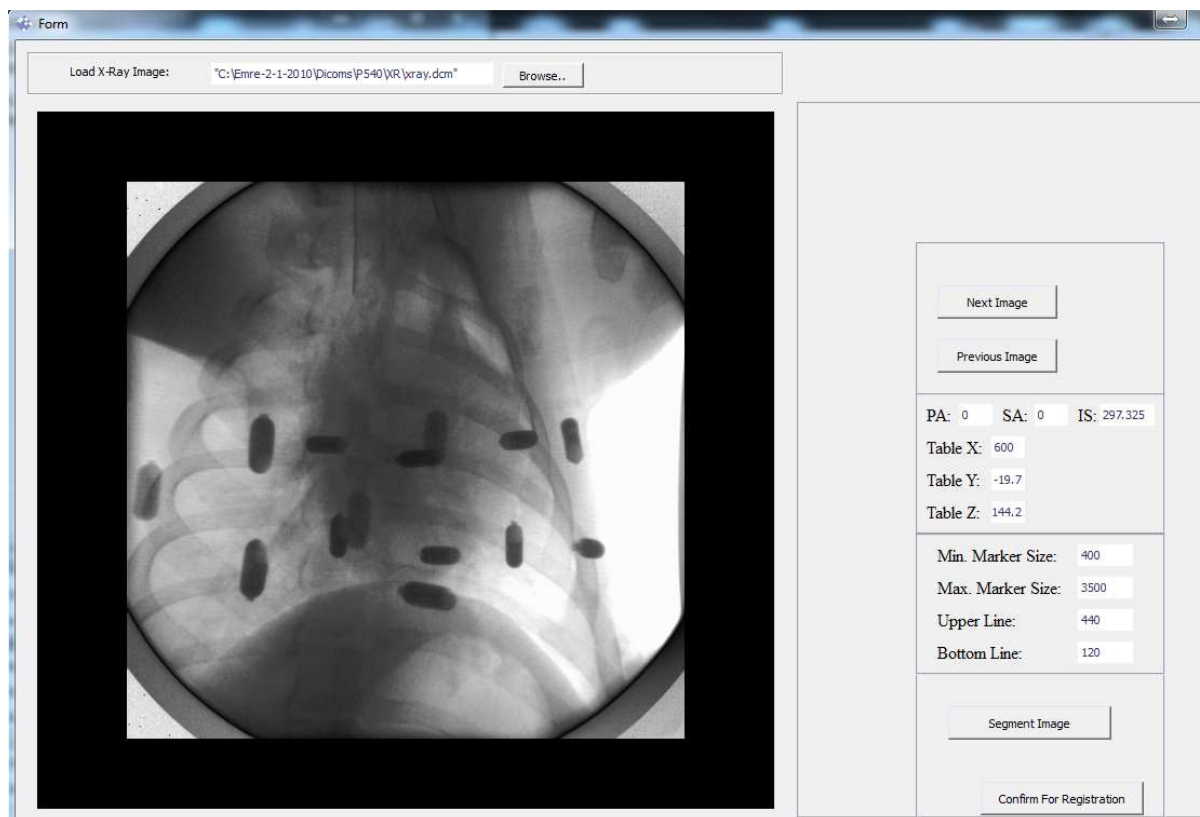 Form
Load X-Ray Image: "C:\Emre-2-1-2010\Dicoms\P540\XR\xray.dcm" Browse..
Next Image
Previous Image
PA: 0 SA: 0 IS: 297.325
Table X: 600
Table Y: -19.7
Table Z: 144.2
Min. Marker Size: 400
Max. Marker Size: 3500
Upper Line: 440
Bottom Line: 120
Segment Image
Confirm For Registration